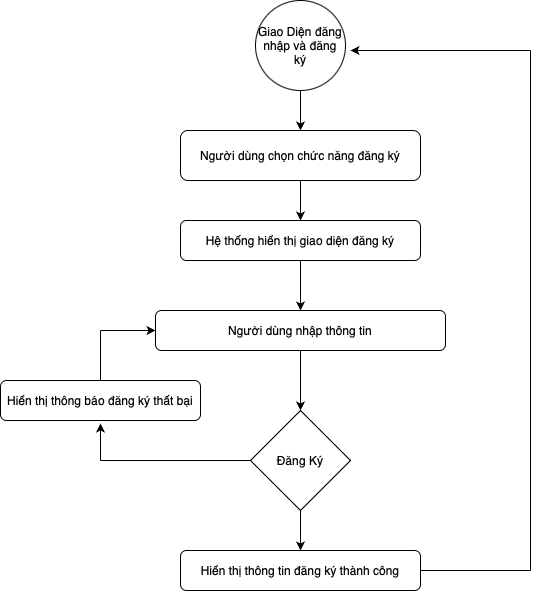 Giao Diện đăng
nhập và đăng
ký
Người dùng chọn chức năng đăng ký
Hệ thống hiển thị giao diện đăng ký
Người dùng nhập thông tin
Hiển thị thông báo đăng ký thất bại
Đăng Ký
Hiển thị thông tin đăng ký thành công